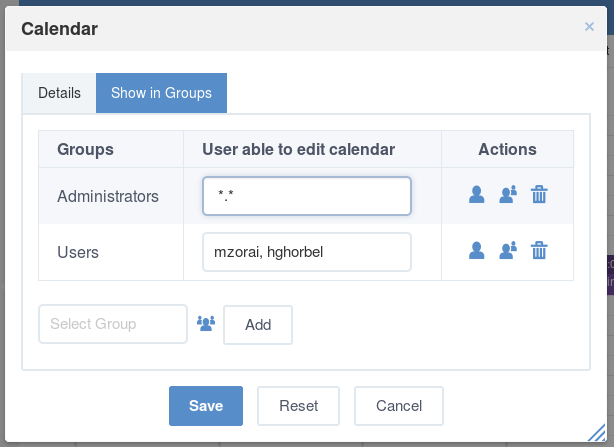 Calendar
×
Details
Show in Groups
Groups
User able to edit calendar
Actions
Administrators
*.*
Users
mzorai, hghorbel
Select Group
Add
Save
Reset
Cancel